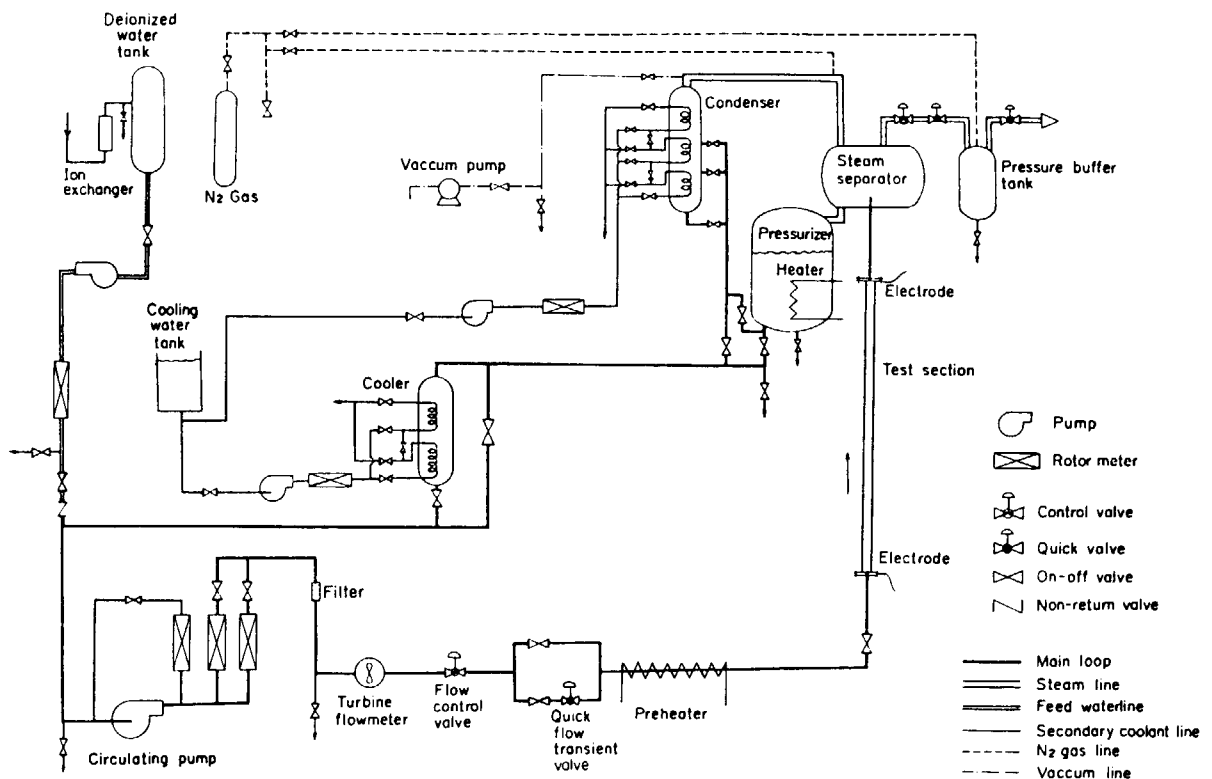 Deionized
water
tank
Ion
exchanger
N2 Gas
Vaccum pump
Condenser
Steam
separator
Pressure buffer
tank
Pressurizer
Heater
Electrode
Cooling
water
tank
Cooler
Test section
Electrode
Filter
Circulating pump
Turbine
flowmeter
Flow
control
valve
Quick
flow
transient
valve
Preheater
Pump
Rotor meter
Control valve
Quick valve
On-off valve
Non-return valve
Main loop
Steam line
Feed waterline
Secondary coolant line
N2 gas line
Vaccum line